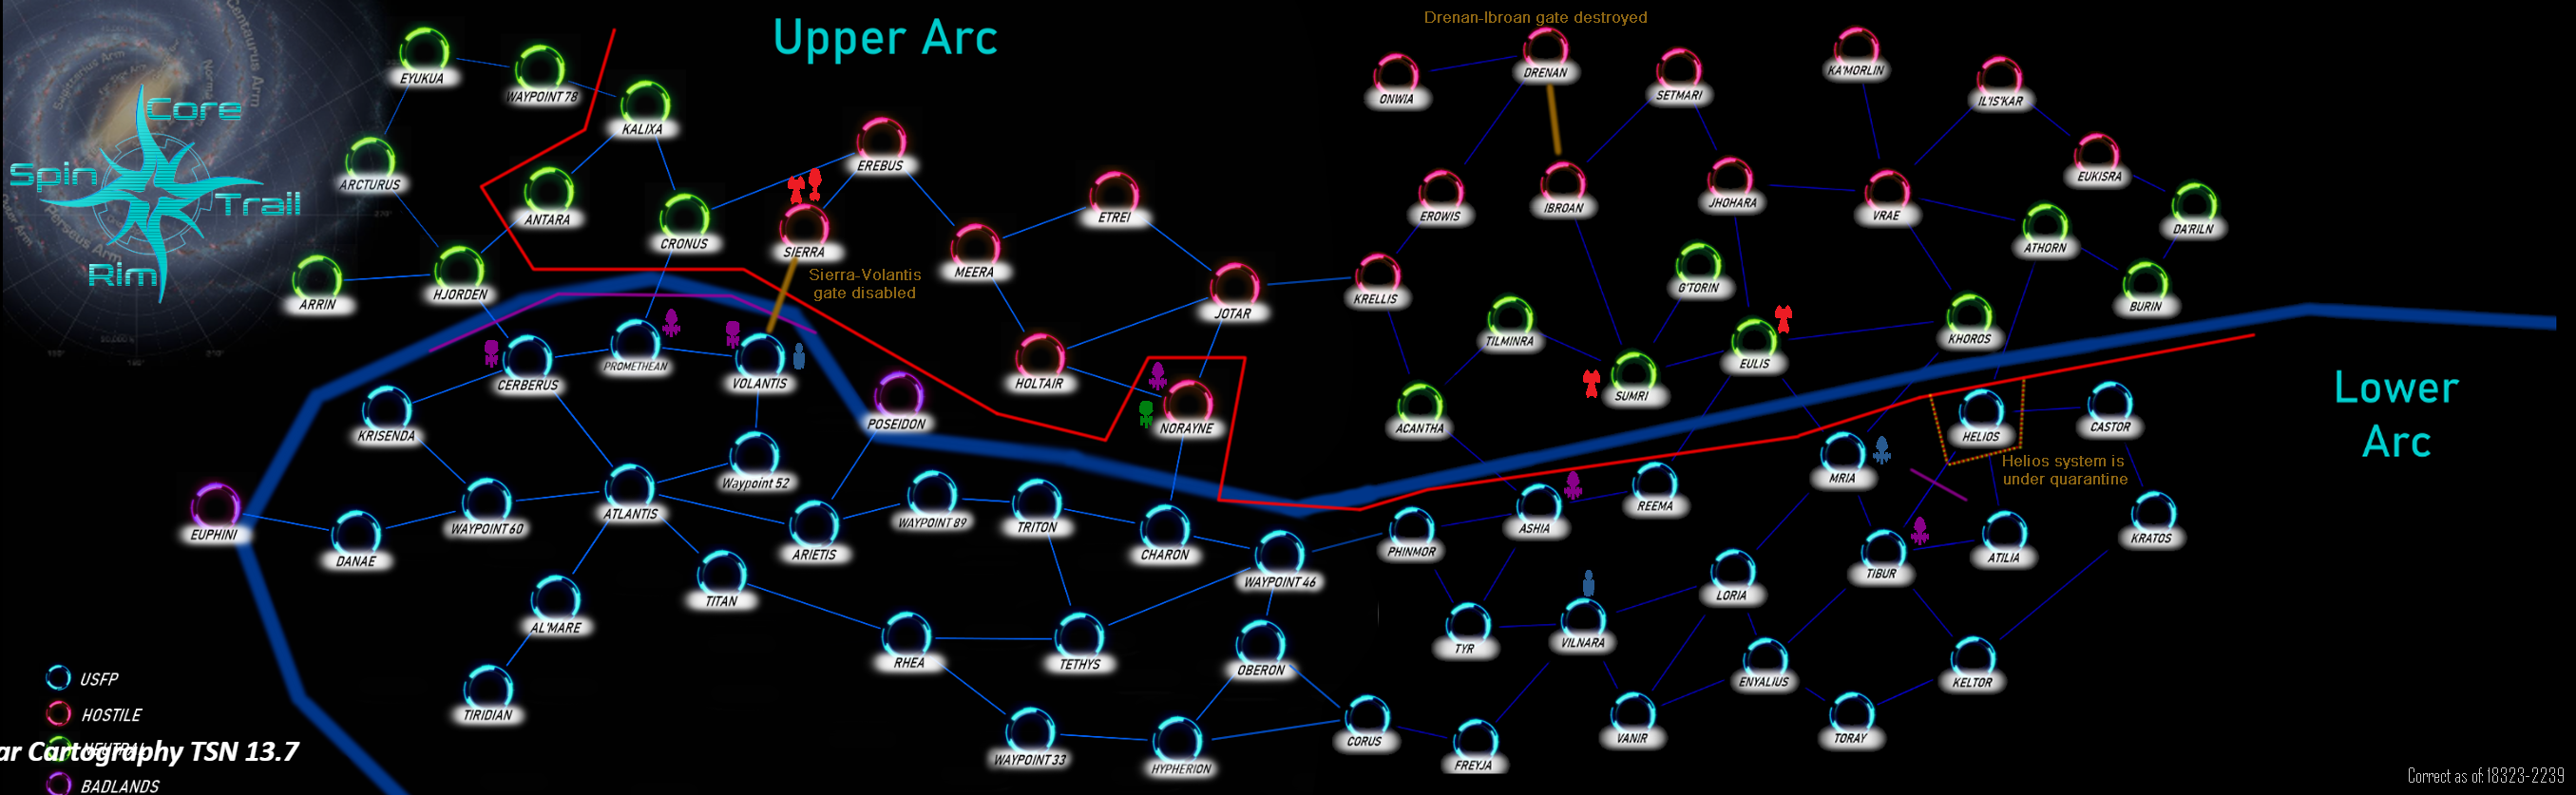 Upper Arc
Drenan-Ibroan gate destroyed
Core
Spin
Trail
Rim
EYUKUA
WAYPOINT 78
KALIXA
ARCTURUS
ANTARA
CRONUS
EREBUS
SIERRA
Sierra-Volantis
gate disabled
ARRIN
HJORDEN
MEERA
ETREI
JOTAR
HOLTAIR
NORAYNE
ONWIA
DRENAN
SETMARI
KA'MORLIN
IL'IS'KAR
EROWIS
IBROAN
JHOHARA
VRAE
EUKISRA
ATHORN
DA'RILN
BURIN
KRELLIS
G'TORIN
TILMINRA
EULIS
KHOROS
SUMRI
ACANTHA
CERBERUS
PROMETHEAN
VOLANTIS
POSEIDON
KRISENDA
Waypoint 52
EUPHINI
DANAE
WAYPOINT 60
ATLANTIS
ARIETIS
WAYPOINT 89
TRITON
CHARON
WAYPOINT 46
PHINMOR
ASHIA
REEMA
MRIA
HELIOS
CASTOR
Lower
Arc
Helios system is
under quarantine
TIBUR
ATILIA
KRATOS
AL'MARE
TITAN
TIRIDIAN
RHEA
TETHYS
OBERON
TYR
VILNARA
LORIA
ENYALIUS
KELTOR
WAYPOINT 33
HYPHERION
CORUS
FREYJA
VANIR
TORAY
USFP
HOSTILE
NEUTRAL
ar Cartography TSN 13.7
BADLANDS
Correct as of: 18323-2239